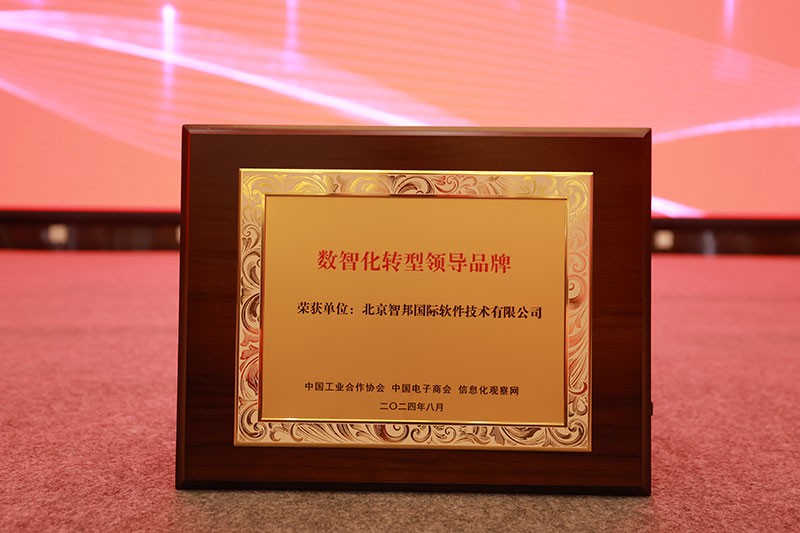 数智化转型领导品牌
荣获单位：北京智邦国际软件技术有限公司
中国工业合作协会 中国电子商会 信息化观察网
二〇二四年八月